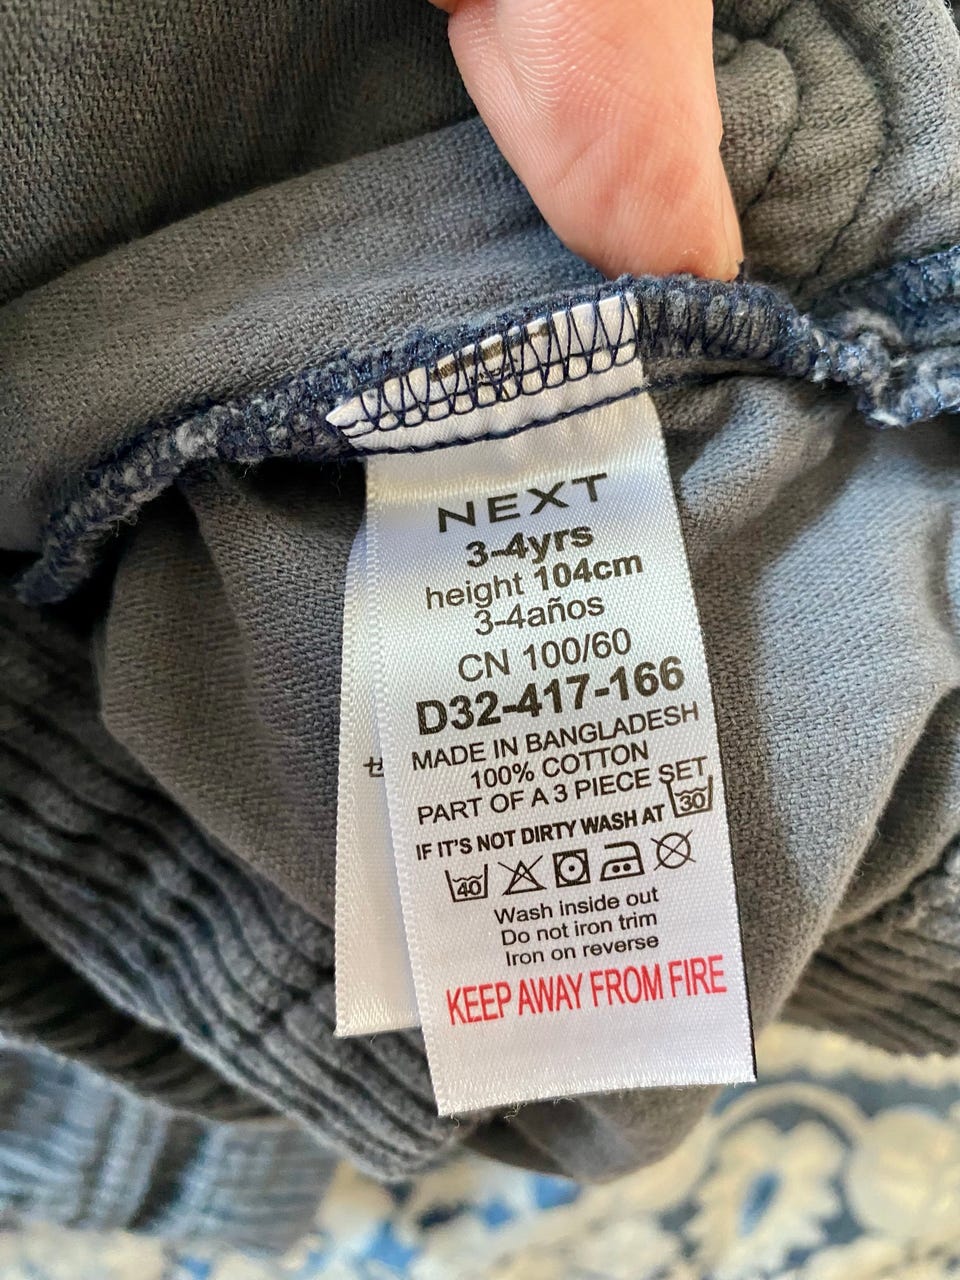 NEXT
3-4yrs
height 104cm
3-4años
CN 100/60
D32-417-166
MADE IN BANGLADESH
100% COTTON
PART OF A 3 PIECE SET
IF IT'S NOT DIRTY WASH AT 30
40
Wash inside out
Do not iron trim
Iron on reverse
KEEP AWAY FROM FIRE